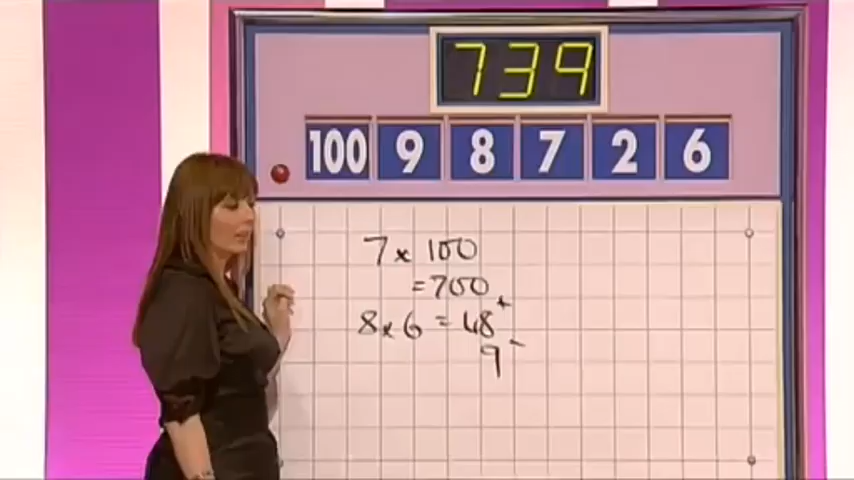 739
100 9 8 7 2 6
7 x 100
= 700 +
8 x 6 = 48
9 -